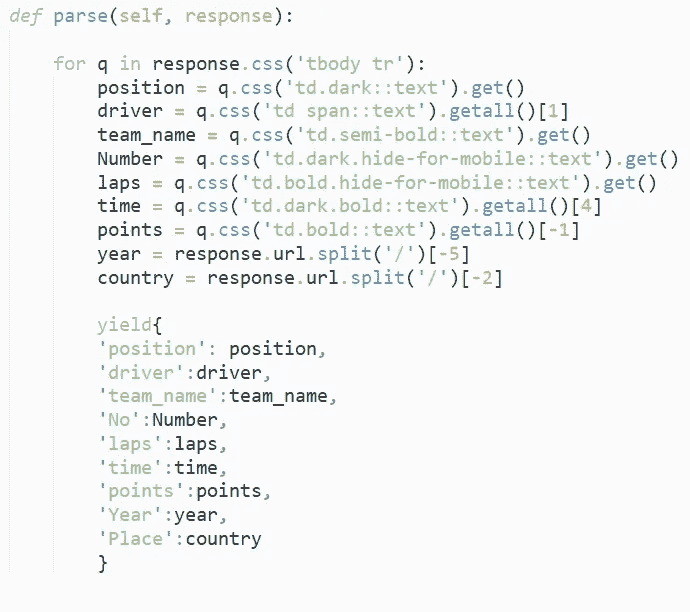 def parse(self, response):
for q in response.css('tbody tr'):
position = q.css('td.dark::text').get()
driver = q.css('td span::text').getall()[1]
team_name = q.css('td.semi-bold::text').get()
Number = q.css('td.dark.hide-for-mobile::text').get()
laps = q.css('td.bold.hide-for-mobile::text').get()
time = q.css('td.dark.bold::text').getall()[4]
points = q.css('td.bold::text').getall()[-1]
year = response.url.split('/')[-5]
country = response.url.split('/')[-2]
yield{
'position': position,
'driver':driver,
'team_name':team_name,
'No':Number,
'laps':laps,
'time':time,
'points':points,
'Year':year,
'Place':country
}